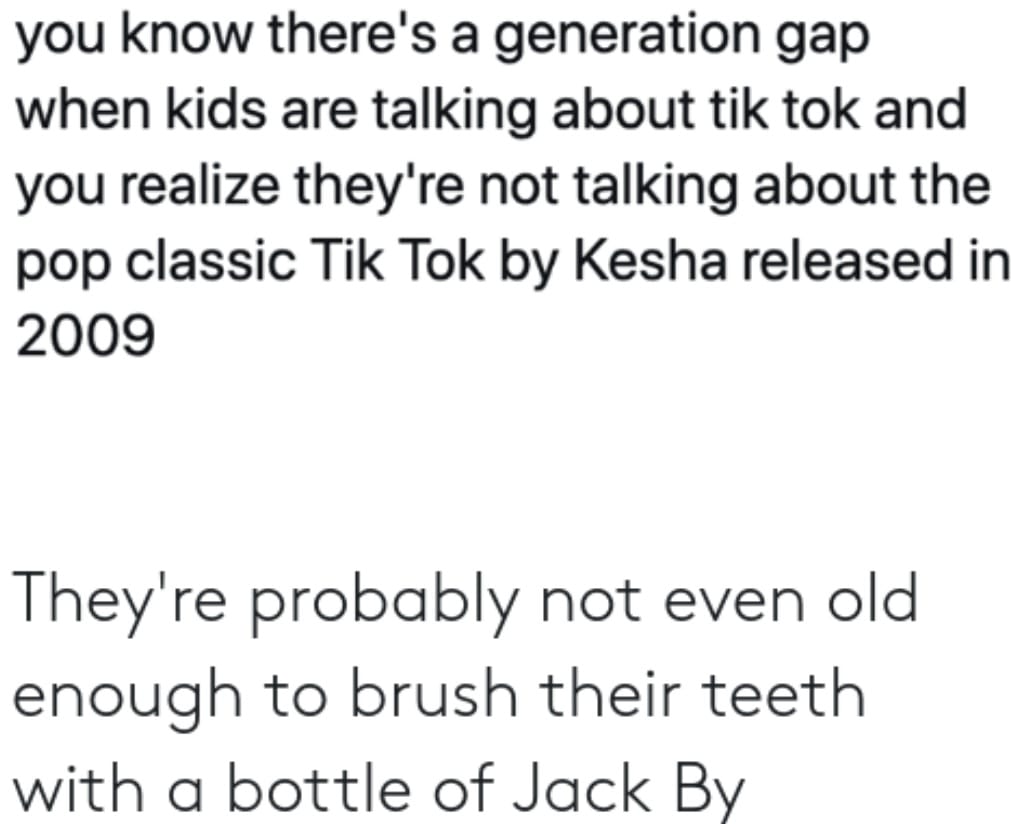 you know there's a generation gap
when kids are talking about tik tok and
you realize they're not talking about the
pop classic Tik Tok by Kesha released in
2009
They're probably not even old
enough to brush their teeth
with a bottle of Jack By